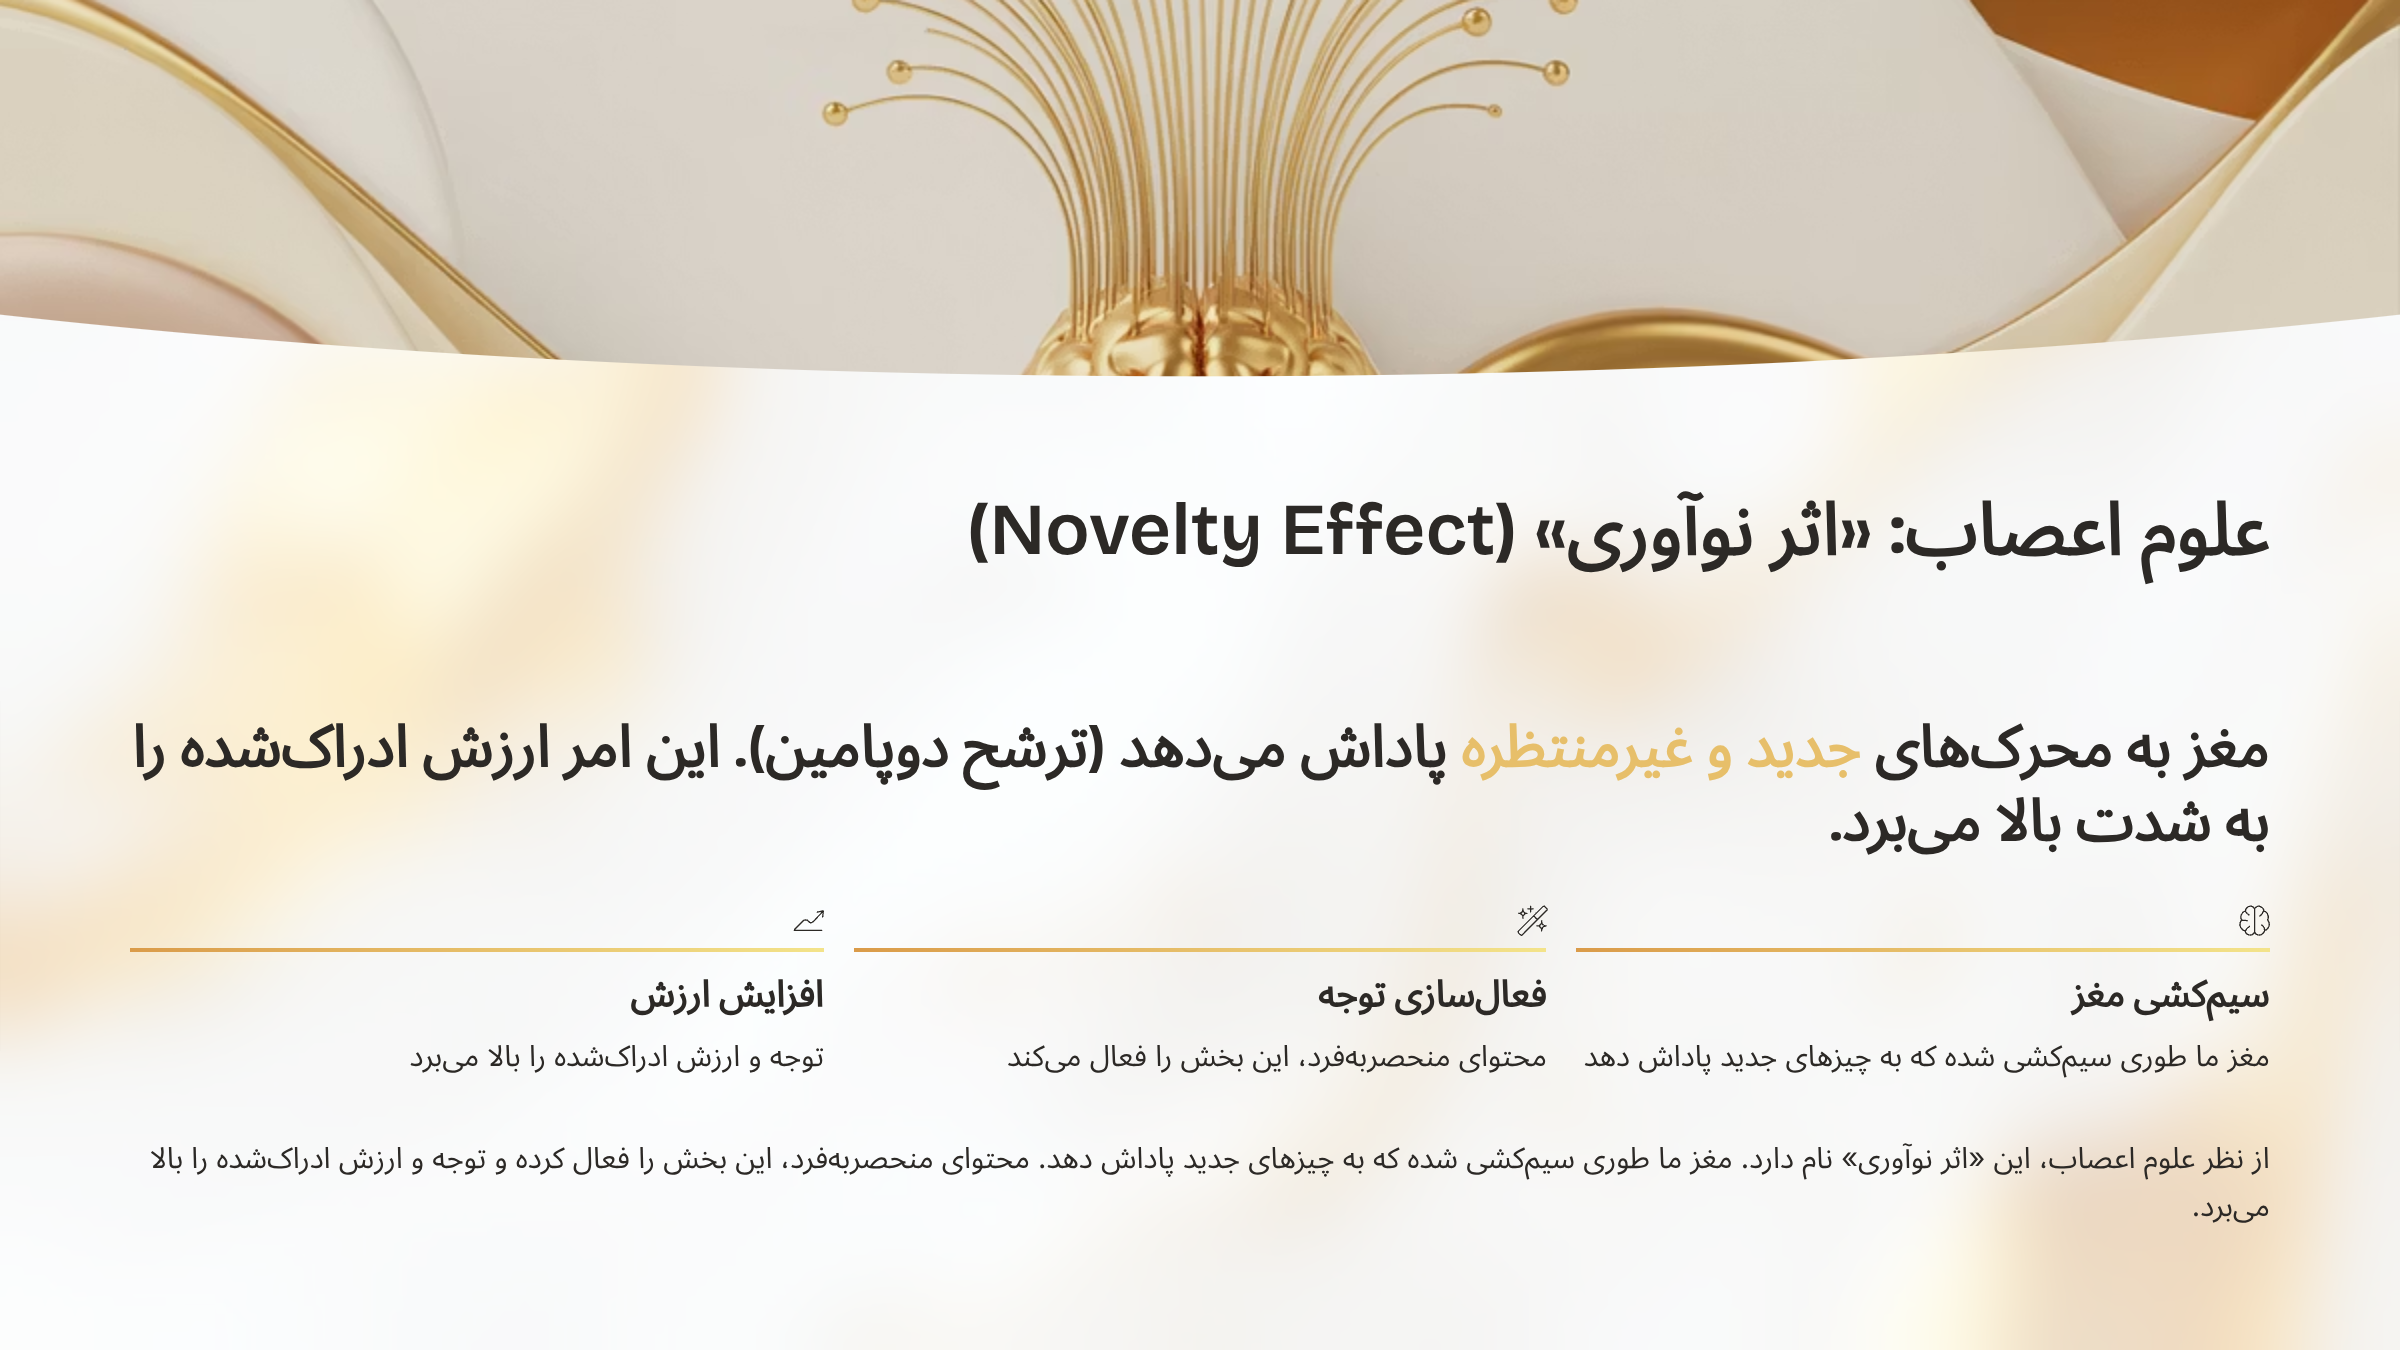 علوم اعصاب: «اثر نوآوری» (Novelty Effect)
مغز به محرک‌های جدید و غیرمنتظره پاداش می‌دهد (ترشح دوپامین). این امر ارزش ادراک‌شده را
به شدت بالا می‌برد.
سیم‌کشی مغز
مغز ما طوری سیم‌کشی شده که به چیزهای جدید پاداش دهد
فعال‌سازی توجه
محتوای منحصربه‌فرد، این بخش را فعال می‌کند
افزایش ارزش
توجه و ارزش ادراک‌شده را بالا می‌برد
از نظر علوم اعصاب، این «اثر نوآوری» نام دارد. مغز ما طوری سیم‌کشی شده که به چیزهای جدید پاداش دهد. محتوای منحصربه‌فرد، این بخش را فعال کرده و توجه و ارزش ادراک‌شده را بالا
می‌برد.